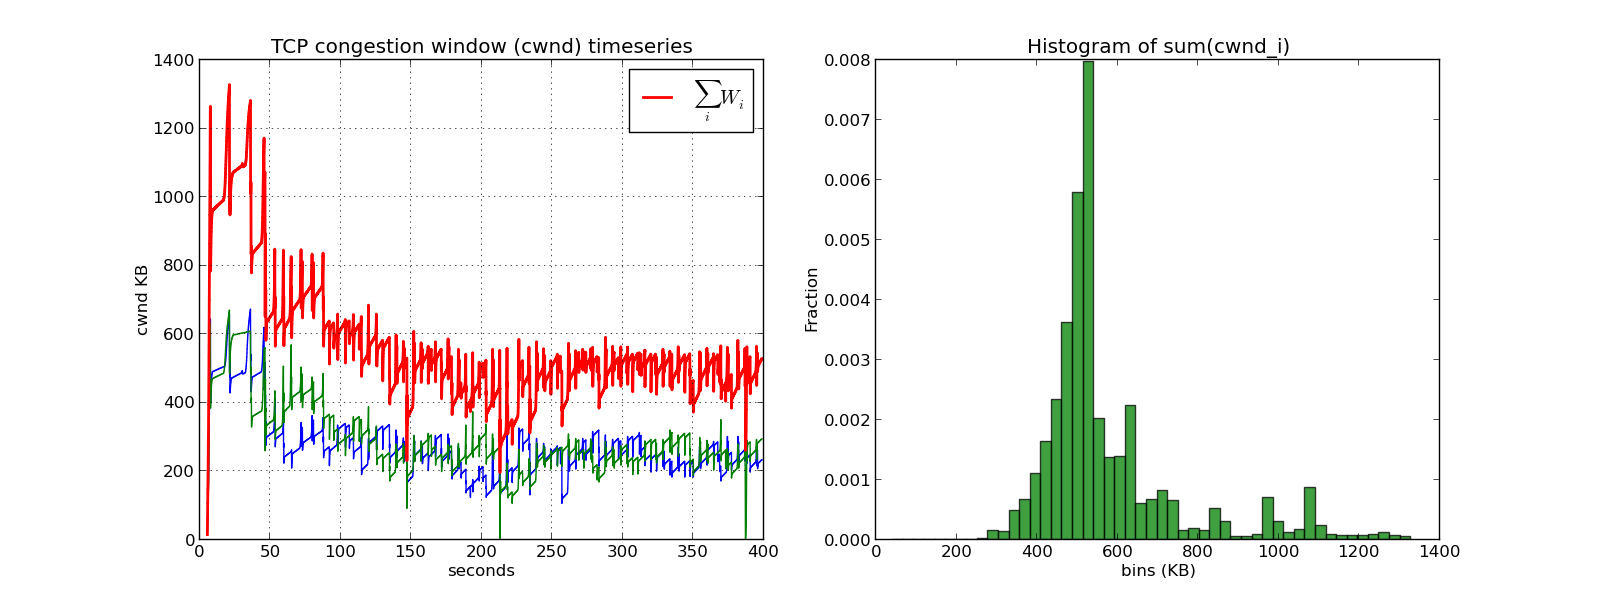 TCP congestion window (cwnd) timeseries
1400
1200
1000
800
600
400
200
0
cwnd KB
∑_i W_i
0 50 100 150 200 250 300 350 400
seconds
Histogram of sum(cwnd_i)
0.008
0.007
0.006
0.005
0.004
0.003
0.002
0.001
0.000
Fraction
0 200 400 600 800 1000 1200 1400
bins (KB)